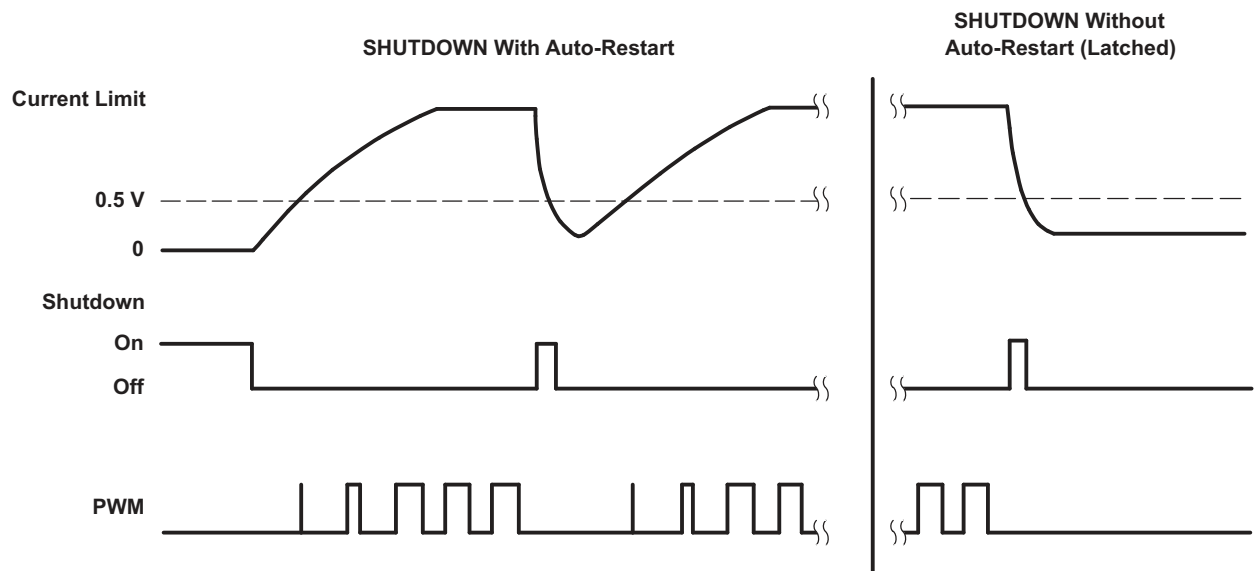 SHUTDOWN With Auto-Restart
SHUTDOWN Without
Auto-Restart (Latched)
Current Limit
0.5 V
0
Shutdown
On
Off
PWM